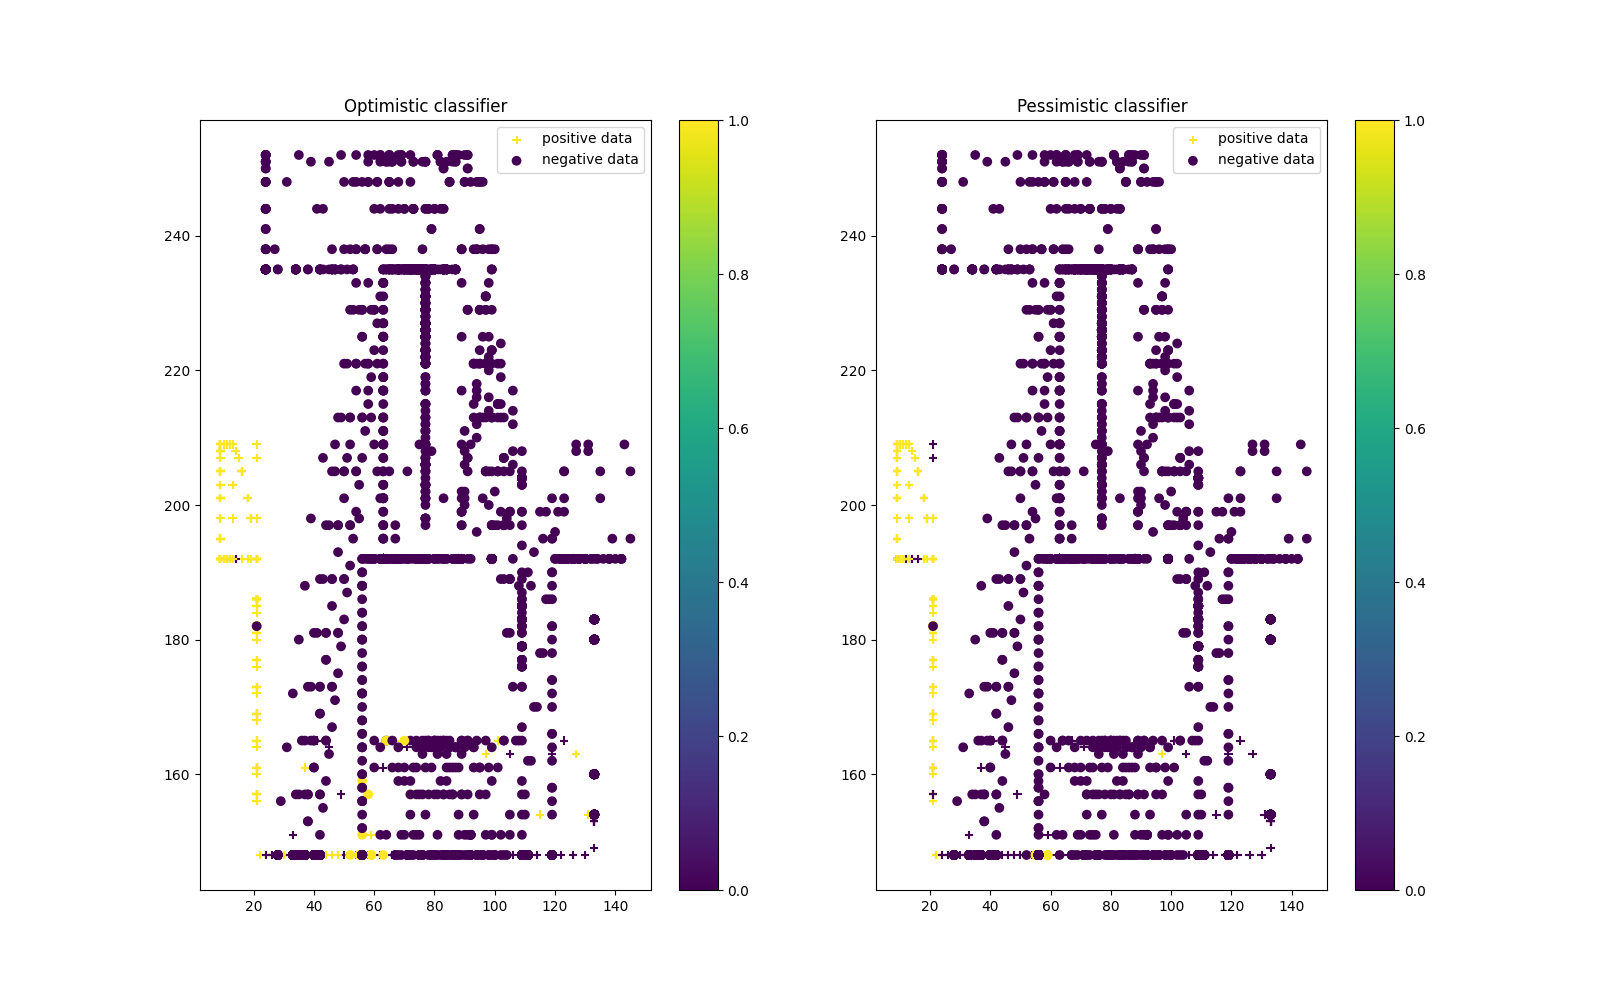 Optimistic classifier
positive data
negative data
240
220
200
180
160
20 40 60 80 100 120 140
1.0
0.8
0.6
0.4
0.2
0.0
Pessimistic classifier
positive data
negative data
240
220
200
180
160
20 40 60 80 100 120 140
1.0
0.8
0.6
0.4
0.2
0.0